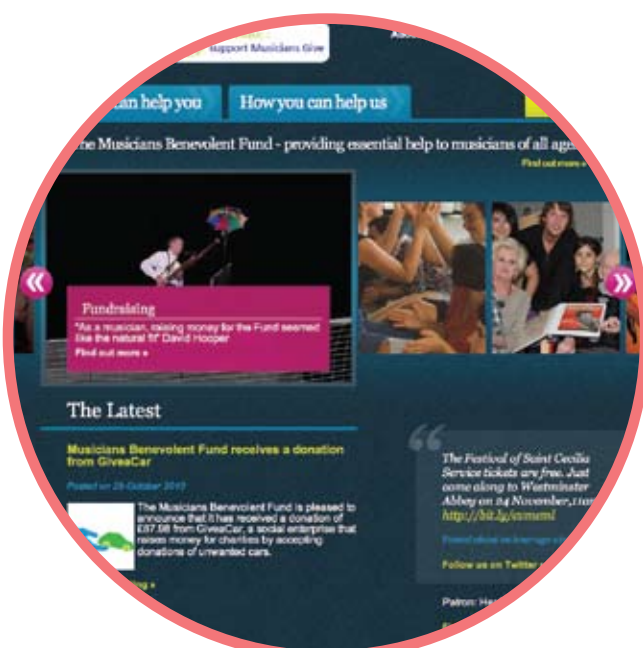 support Musicians Give
can help you
How you can help us
The Musicians Benevolent Fund - providing essential help to musicians of all
Find out more »
Fundraising
"As a musician, raising money for the Fund seemed
like the natural fit" David Hooper
Find out more »
The Latest
Musicians Benevolent Fund receives a donation
from GiveaCar
Posted on 29 October 2010
The Musicians Benevolent Fund is pleased to
announce that it has received a donation of
£87.98 from GiveaCar, a social enterprise that
raises money for charities by accepting
donations of unwanted cars.
The Festival of Saint Cecilia
Service tickets are free. Just
come along to Westminster
Abbey on 24 November,
Follow us on Twitter
Patron: